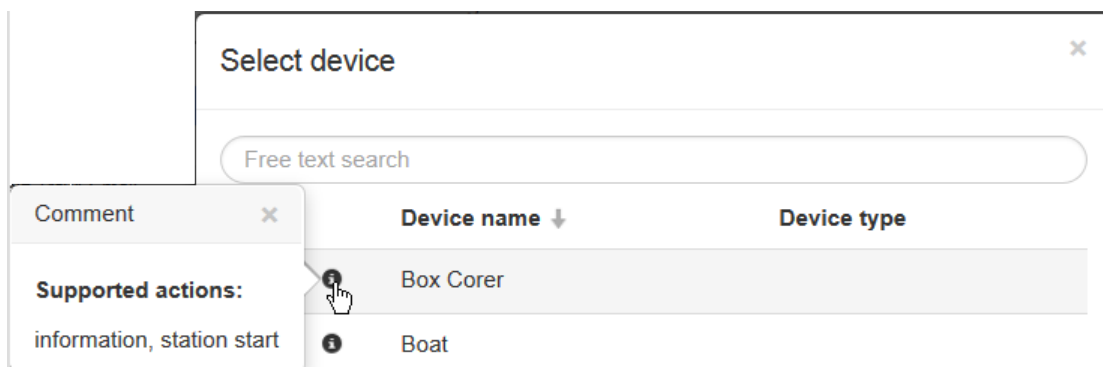 Select device
×
Free text search
Comment ×
Device name Device type
Supported actions:
Box Corer
information, station start
Boat